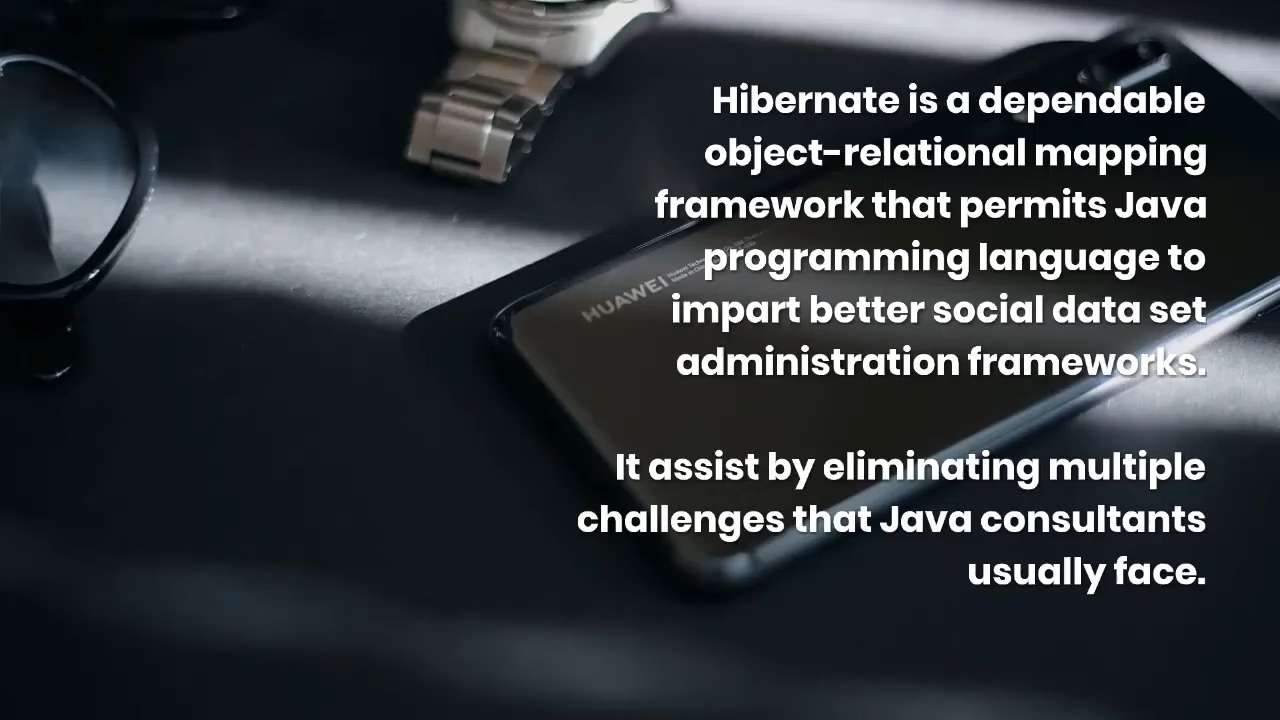 Hibernate is a dependable
object-relational mapping
framework that permits Java
programming language to
impart better social data set
administration frameworks.
It assist by eliminating multiple
challenges that Java consultants
usually face.
HUAWEI